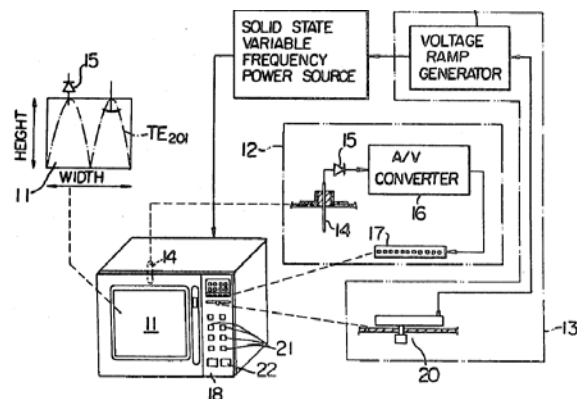 SOLID STATE
VARIABLE
FREQUENCY
POWER SOURCE
VOLTAGE
RAMP
GENERATOR
15
HEIGHT
TE201
11
WIDTH
12
15
A/V
CONVERTER
16
14
17
14
11
21
22
18
20
13